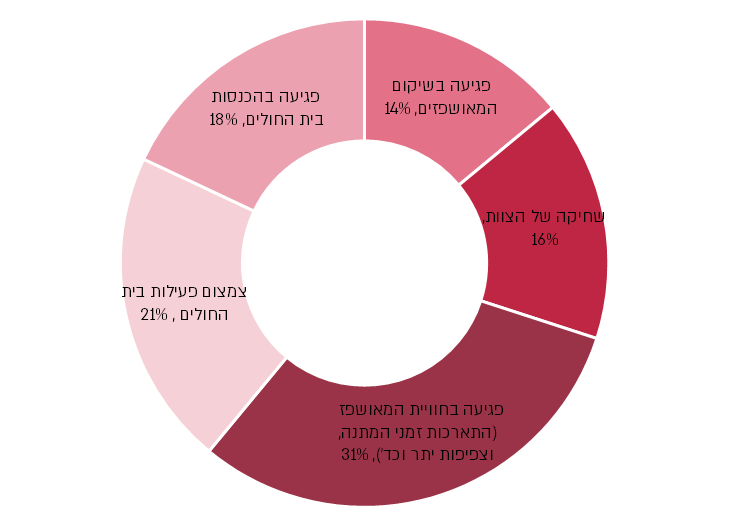 פגיעה בשיקום
המאושפזים, 14%
שחיקה של הצוות,
16%
פגיעה בחוויית המאושפז
(התארכות זמני המתנה,
וצפיפות יתר וכד'), 31%
צמצום פעילות בית
החולים , 21%
פגיעה בהכנסות
בית החולים, 18%